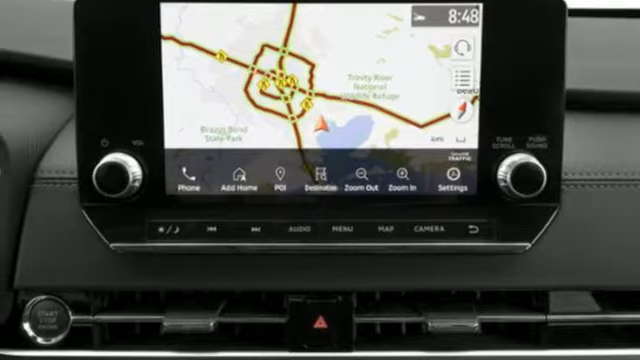 8:48
Trinity River
National
Wildlife Refuge
Brazos Bend
State Park
TRAFFIC
VOL
TUNE
SCROLL
PUSH
SOUND
Phone
Add Home
POI
Destination
Zoom Out
Zoom In
Settings
AUDIO
MENU
MAP
CAMERA
START
STOP